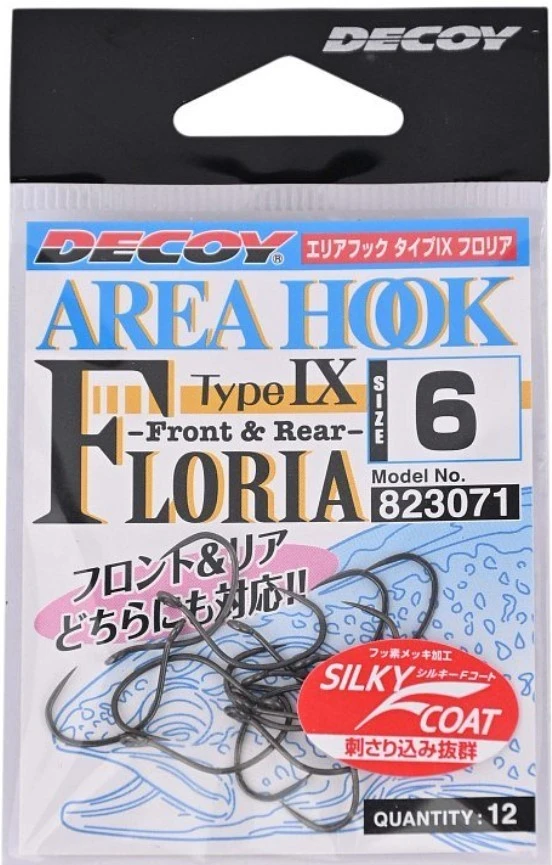 DECOY
DECOY®
エリアフック タイプIX フロリア
AREA HOOK
Type IX
-Front & Rear-
FLORIA
SIZE
6
Model No.
823071
フロント&リア
どちらにも対応!!
フッ素メッキ加工
SILKY シルキーFコート
F COAT
刺さり込み抜群
QUANTITY : 12